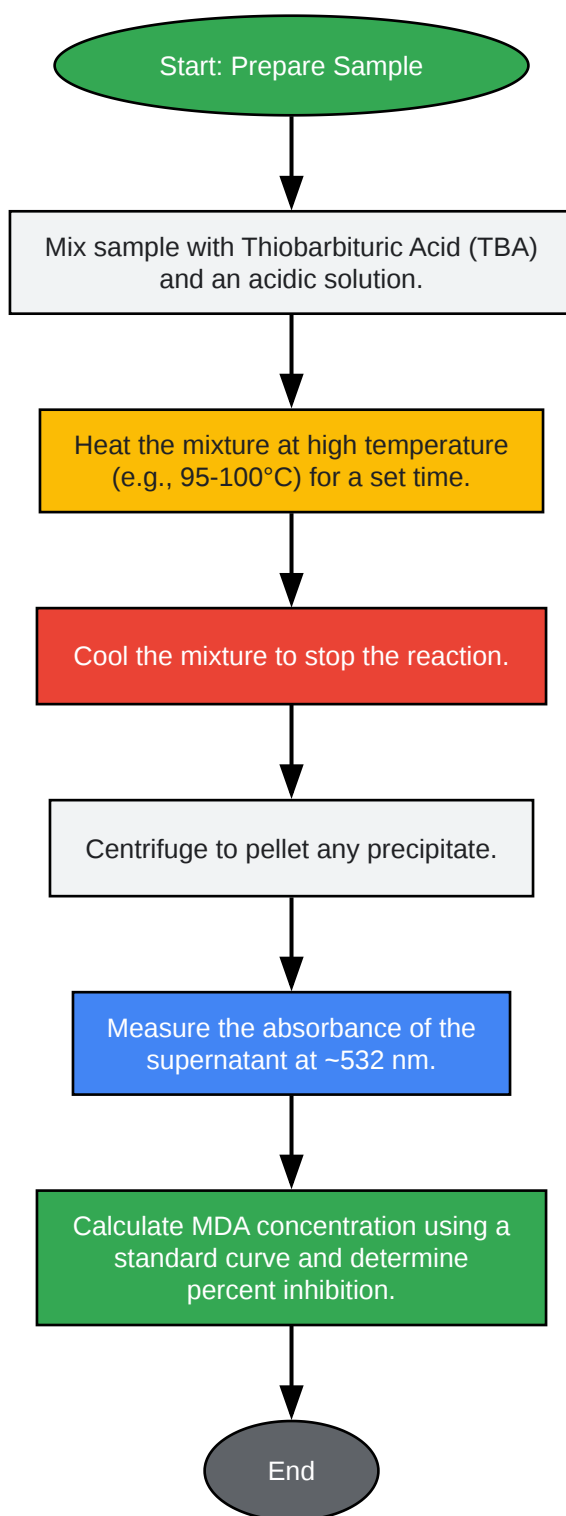 Start: Prepare Sample
Mix sample with Thiobarbituric Acid (TBA)
and an acidic solution.
Heat the mixture at high temperature
(e.g., 95-100°C) for a set time.
Cool the mixture to stop the reaction.
Centrifuge to pellet any precipitate.
Measure the absorbance of the
supernatant at ~532 nm.
Calculate MDA concentration using a
standard curve and determine
percent inhibition.
End